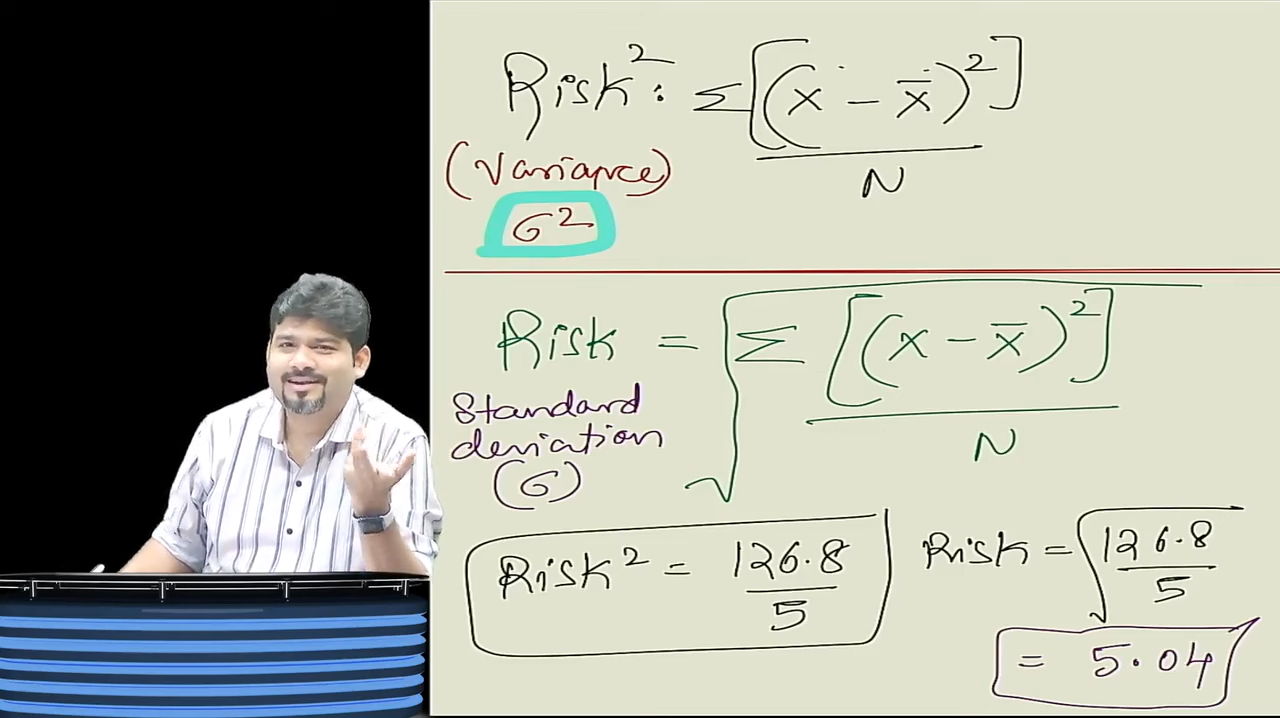 Risk²: Σ[(x - x̄)²]
N
(Variance)
σ²
Risk = √Σ[(x - x̄)²]
N
Standard
deviation
(σ)
Risk² = 126.8
5
Risk = √126.8
5
= 5.04